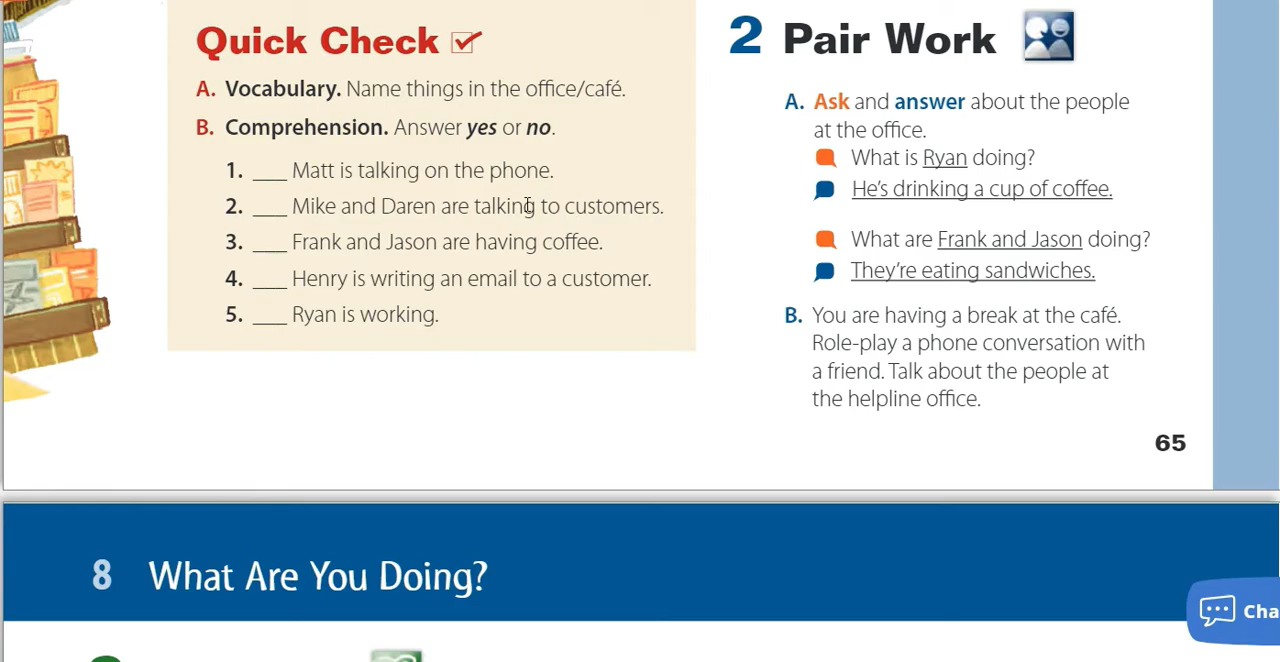 Quick Check
A. Vocabulary. Name things in the office/café.
B. Comprehension. Answer yes or no.
1. ___ Matt is talking on the phone.
2. ___ Mike and Daren are talking to customers.
3. ___ Frank and Jason are having coffee.
4. ___ Henry is writing an email to a customer.
5. ___ Ryan is working.
2 Pair Work
A. Ask and answer about the people
at the office.
What is Ryan doing?
He's drinking a cup of coffee.
What are Frank and Jason doing?
They're eating sandwiches.
B. You are having a break at the café.
Role-play a phone conversation with
a friend. Talk about the people at
the helpline office.
65
8 What Are You Doing?
Cha